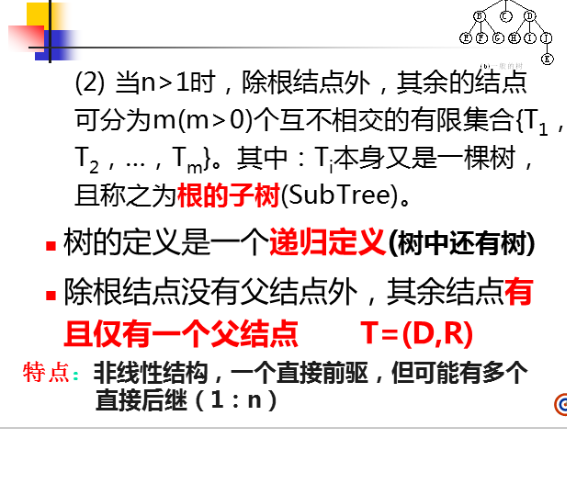 B C D
E F G H I J
K
(2) 当n>1时，除根结点外，其余的结点
可分为m(m>0)个互不相交的有限集合{T1，
T2，…，Tm}。其中：Ti本身又是一棵树，
且称之为根的子树(SubTree)。
树的定义是一个递归定义(树中还有树)
除根结点没有父结点外，其余结点有
且仅有一个父结点 T=(D,R)
特点：非线性结构，一个直接前驱，但可能有多个
直接后继（1：n）